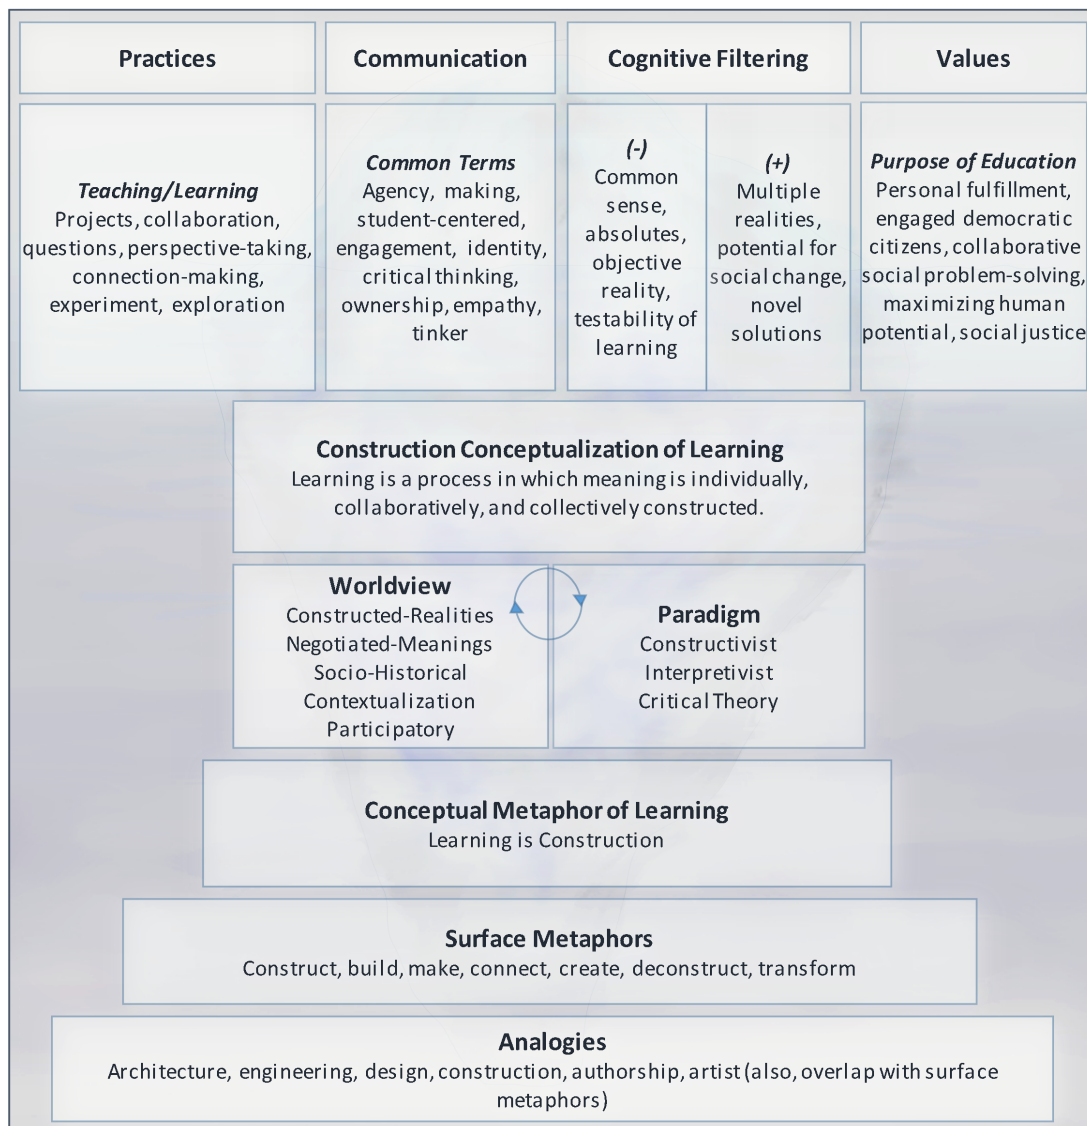 Practices
Communication
Cognitive Filtering
Values
Teaching/Learning
Projects, collaboration,
questions, perspective-taking,
connection-making,
experiment, exploration
Common Terms
Agency, making,
student-centered,
engagement, identity,
critical thinking,
ownership, empathy,
tinker
(-)
Common
sense,
absolutes,
objective
reality,
testability of
learning
(+)
Multiple
realities,
potential for
social change,
novel
solutions
Purpose of Education
Personal fulfillment,
engaged democratic
citizens, collaborative
social problem-solving,
maximizing human
potential, social justice
Construction Conceptualization of Learning
Learning is a process in which meaning is individually,
collaboratively, and collectively constructed.
Worldview
Constructed-Realities
Negotiated-Meanings
Socio-Historical
Contextualization
Participatory
Paradigm
Constructivist
Interpretivist
Critical Theory
Conceptual Metaphor of Learning
Learning is Construction
Surface Metaphors
Construct, build, make, connect, create, deconstruct, transform
Analogies
Architecture, engineering, design, construction, authorship, artist (also, overlap with surface
metaphors)